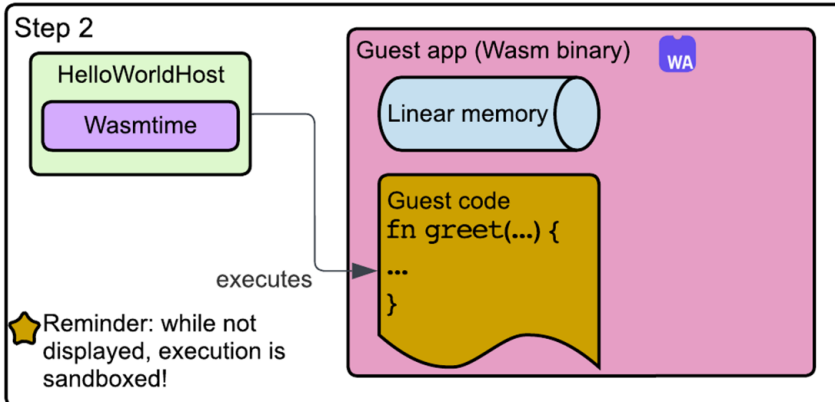 Step 2
HelloWorldHost
Wasmtime
Guest app (Wasm binary)
WA
Linear memory
Guest code
fn greet(...) {
...
}
executes
Reminder: while not
displayed, execution is
sandboxed!